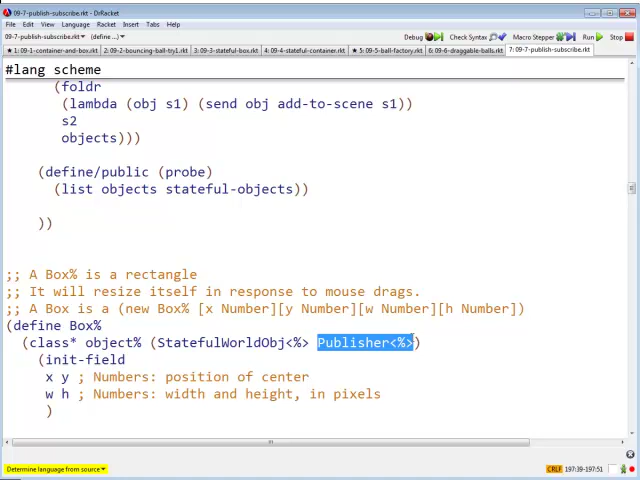 09-7-publish-subscribe.rkt - DrRacket
File Edit View Language Racket Insert Tabs Help
09-7-publish-subscribe.rkt▾ (define ...)▾ Debug Check Syntax Macro Stepper Run Stop
★ 1: 09-1-container-and-box.rkt 2: 09-2-bouncing-ball-try1.rkt 3: 09-3-stateful-box.rkt 4: 09-4-stateful-container.rkt ★ 5: 09-5-ball-factory.rkt 6: 09-6-draggable-balls.rkt 7: 09-7-publish-subscribe.rkt
#lang scheme
(foldr
(lambda (obj s1) (send obj add-to-scene s1))
s2
objects)))
(define/public (probe)
(list objects stateful-objects))
))
;; A Box% is a rectangle
;; It will resize itself in response to mouse drags.
;; A Box is a (new Box% [x Number][y Number][w Number][h Number])
(define Box%
(class* object% (StatefulWorldObj<%> Publisher<%>)
(init-field
x y ; Numbers: position of center
w h ; Numbers: width and height, in pixels
)
Determine language from source▾ CRLF 197:39-197:51